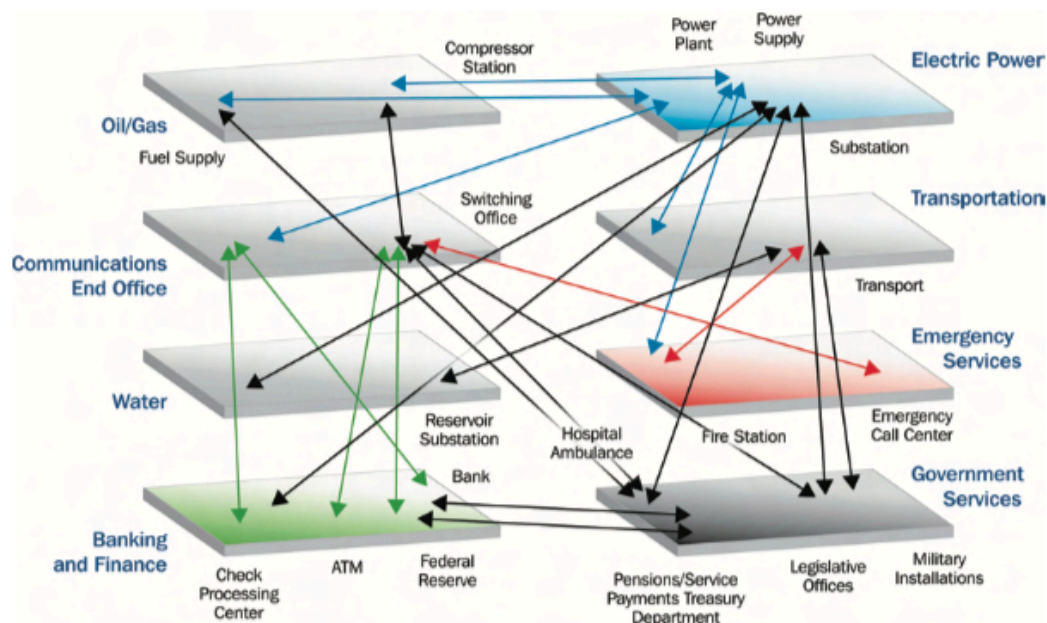 Power
Plant
Power
Supply
Compressor
Station
Electric Power
Oil/Gas
Fuel Supply
Substation
Switching
Office
Transportation
Communications
End Office
Transport
Emergency
Services
Water
Reservoir
Substation
Hospital
Ambulance
Fire Station
Emergency
Call Center
Bank
Government
Services
Banking
and Finance
Check
Processing
Center
ATM
Federal
Reserve
Pensions/Service
Payments Treasury
Department
Legislative
Offices
Military
Installations